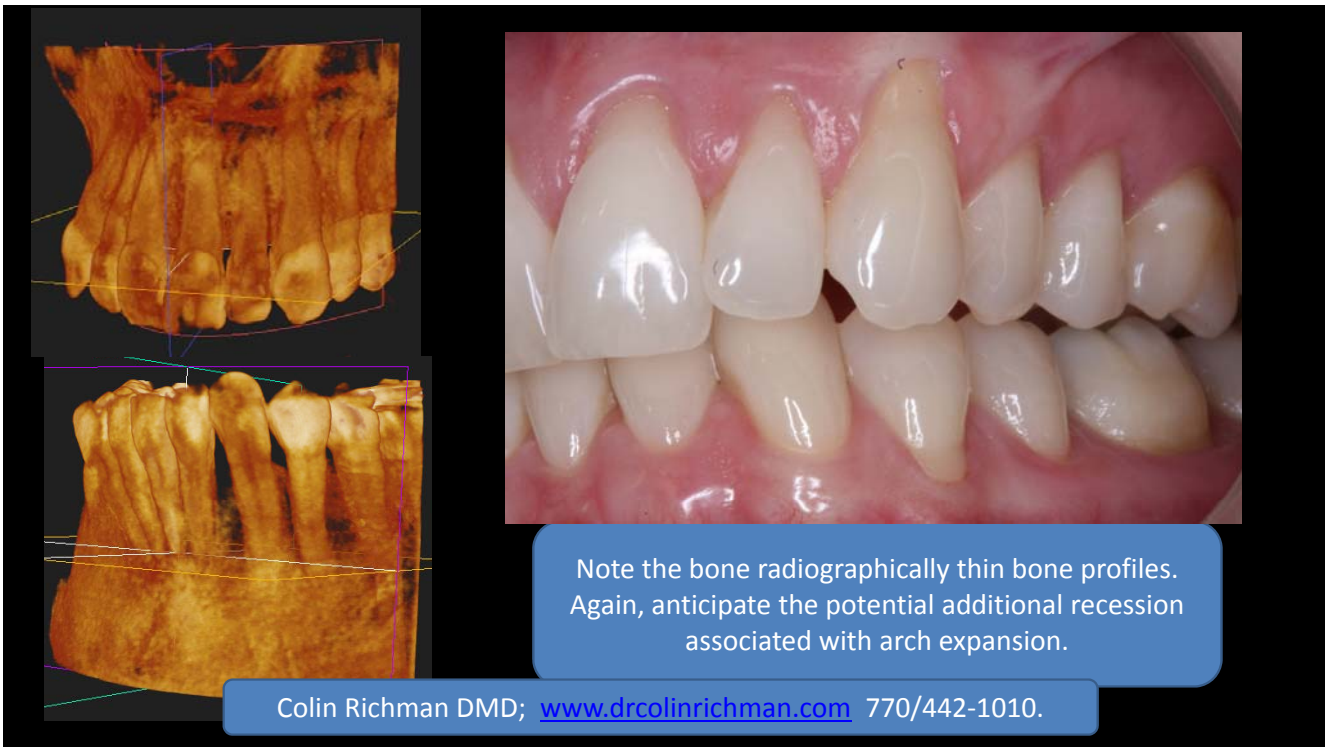 Note the bone radiographically thin bone profiles.
Again, anticipate the potential additional recession
associated with arch expansion.
Colin Richman DMD; www.drcolinrichman.com 770/442-1010.